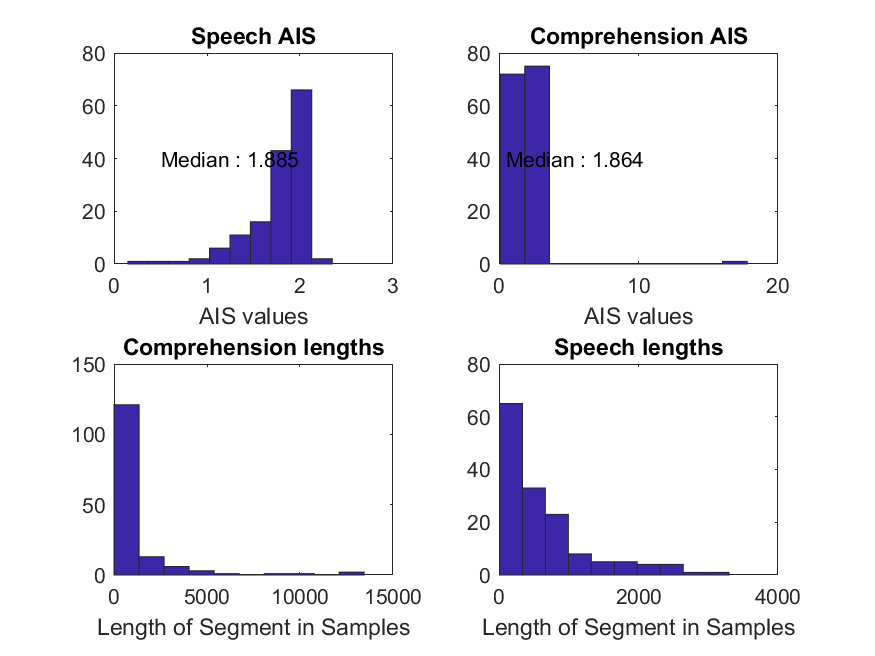 Speech AIS
80
60
40
20
0
Median : 1.885
0 1 2 3
AIS values
Comprehension AIS
80
60
40
20
0
Median : 1.864
0 10 20
AIS values
Comprehension lengths
150
100
50
0
0 5000 10000 15000
Length of Segment in Samples
Speech lengths
80
60
40
20
0
0 2000 4000
Length of Segment in Samples